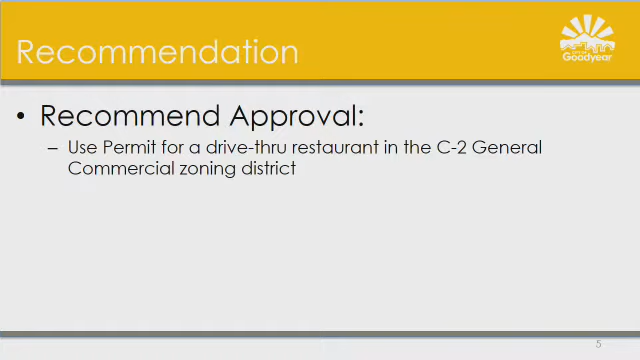 Recommendation
Goodyear
• Recommend Approval:
– Use Permit for a drive-thru restaurant in the C-2 General
Commercial zoning district
5